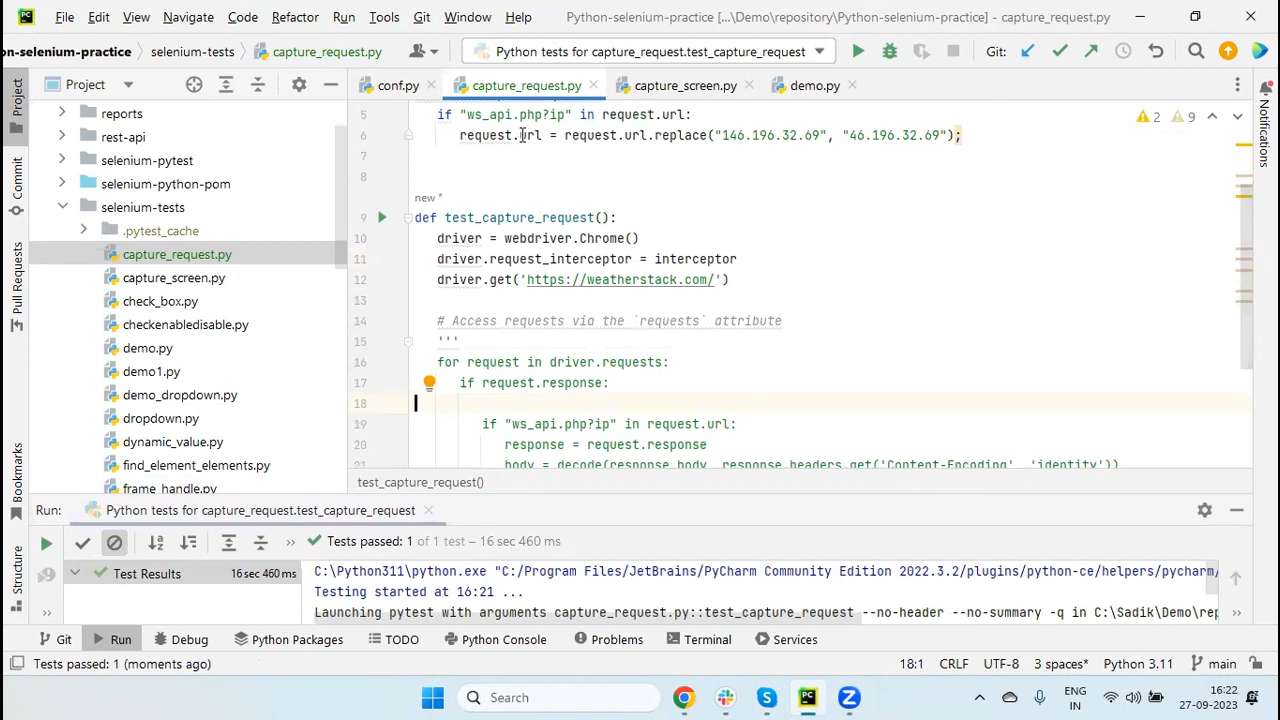 File Edit View Navigate Code Refactor Run Tools Git Window Help Python-selenium-practice [...\Demo\repository\Python-selenium-practice] - capture_request.py
on-selenium-practice selenium-tests capture_request.py Python tests for capture_request.test_capture_request Git:
Project conf.py capture_request.py capture_screen.py demo.py
reports
rest-api
selenium-pytest
selenium-python-pom
selenium-tests
.pytest_cache
capture_request.py
capture_screen.py
check_box.py
checkenabledisable.py
demo.py
demo1.py
demo_dropdown.py
dropdown.py
dynamic_value.py
find_element_elements.py
frame_handle.py
Project
Commit
Pull Requests
Bookmarks
Structure
Notifications
2 9
5 if "ws_api.php?ip" in request.url:
6 request.url = request.url.replace("146.196.32.69", "46.196.32.69");
7
8
new *
9 def test_capture_request():
10 driver = webdriver.Chrome()
11 driver.request_interceptor = interceptor
12 driver.get('https://weatherstack.com/')
13
14 # Access requests via the `requests` attribute
15 '''
16 for request in driver.requests:
17 if request.response:
18
19 if "ws_api.php?ip" in request.url:
20 response = request.response
21 body = decode(response.body, response.headers.get('Content-Encoding', 'identity'))
test_capture_request()
Run: Python tests for capture_request.test_capture_request
Tests passed: 1 of 1 test – 16 sec 460 ms
Test Results 16 sec 460 ms
C:\Python311\python.exe "C:/Program Files/JetBrains/PyCharm Community Edition 2022.3.2/plugins/python-ce/helpers/pycharm/
Testing started at 16:21 ...
Launching pytest with arguments capture_request.py::test_capture_request --no-header --no-summary -q in C:\Sadik\Demo\rep
Git Run Debug Python Packages TODO Python Console Problems Terminal Services
Tests passed: 1 (moments ago) 18:1 CRLF UTF-8 3 spaces* Python 3.11 main
Search ENG IN 16:22 27-09-2023